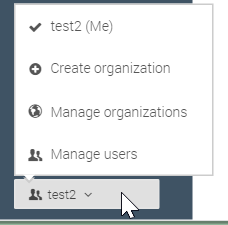 test2 (Me)
Create organization
Manage organizations
Manage users
test2